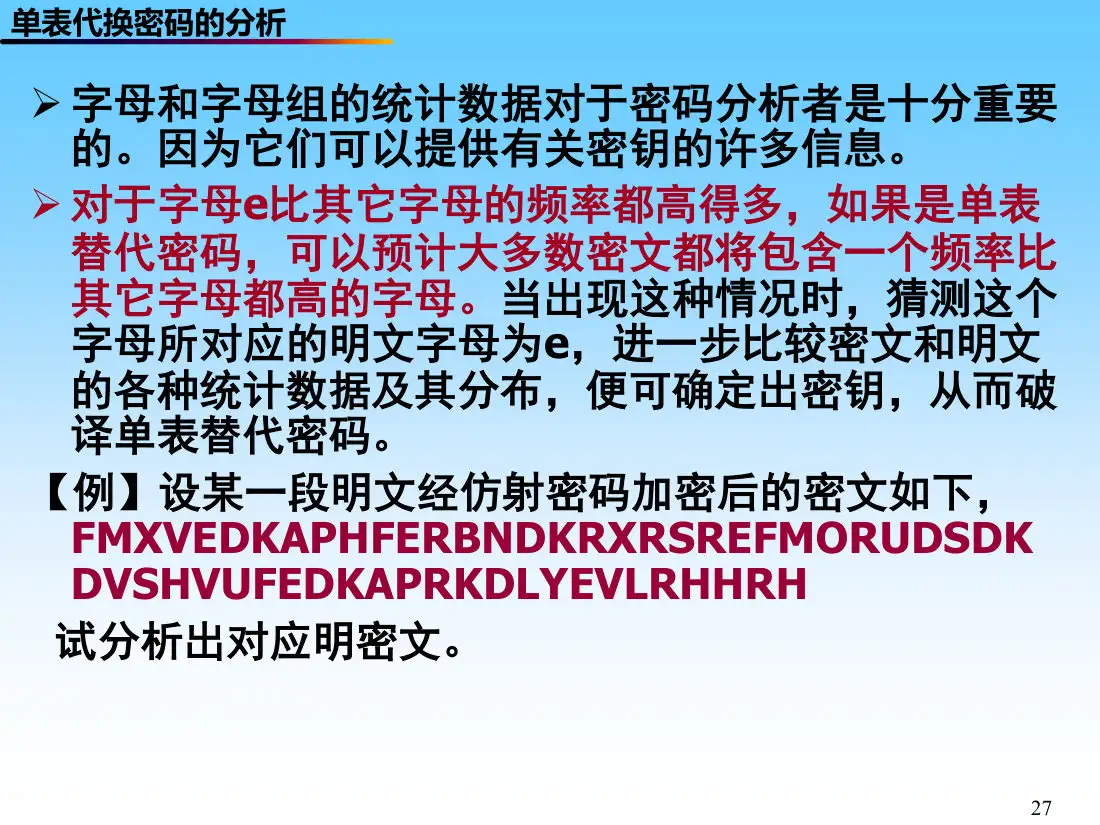 单表代换密码的分析
➢ 字母和字母组的统计数据对于密码分析者是十分重要
的。因为它们可以提供有关密钥的许多信息。
➢ 对于字母e比其它字母的频率都高得多，如果是单表
替代密码，可以预计大多数密文都将包含一个频率比
其它字母都高的字母。当出现这种情况时，猜测这个
字母所对应的明文字母为e，进一步比较密文和明文
的各种统计数据及其分布，便可确定出密钥，从而破
译单表替代密码。
【例】设某一段明文经仿射密码加密后的密文如下，
FMXVEDKAPHFERBNDKRXRSREFMORUDSDK
DVSHVUFEDKAPRKDLYEVLRHHRH
试分析出对应明密文。
27